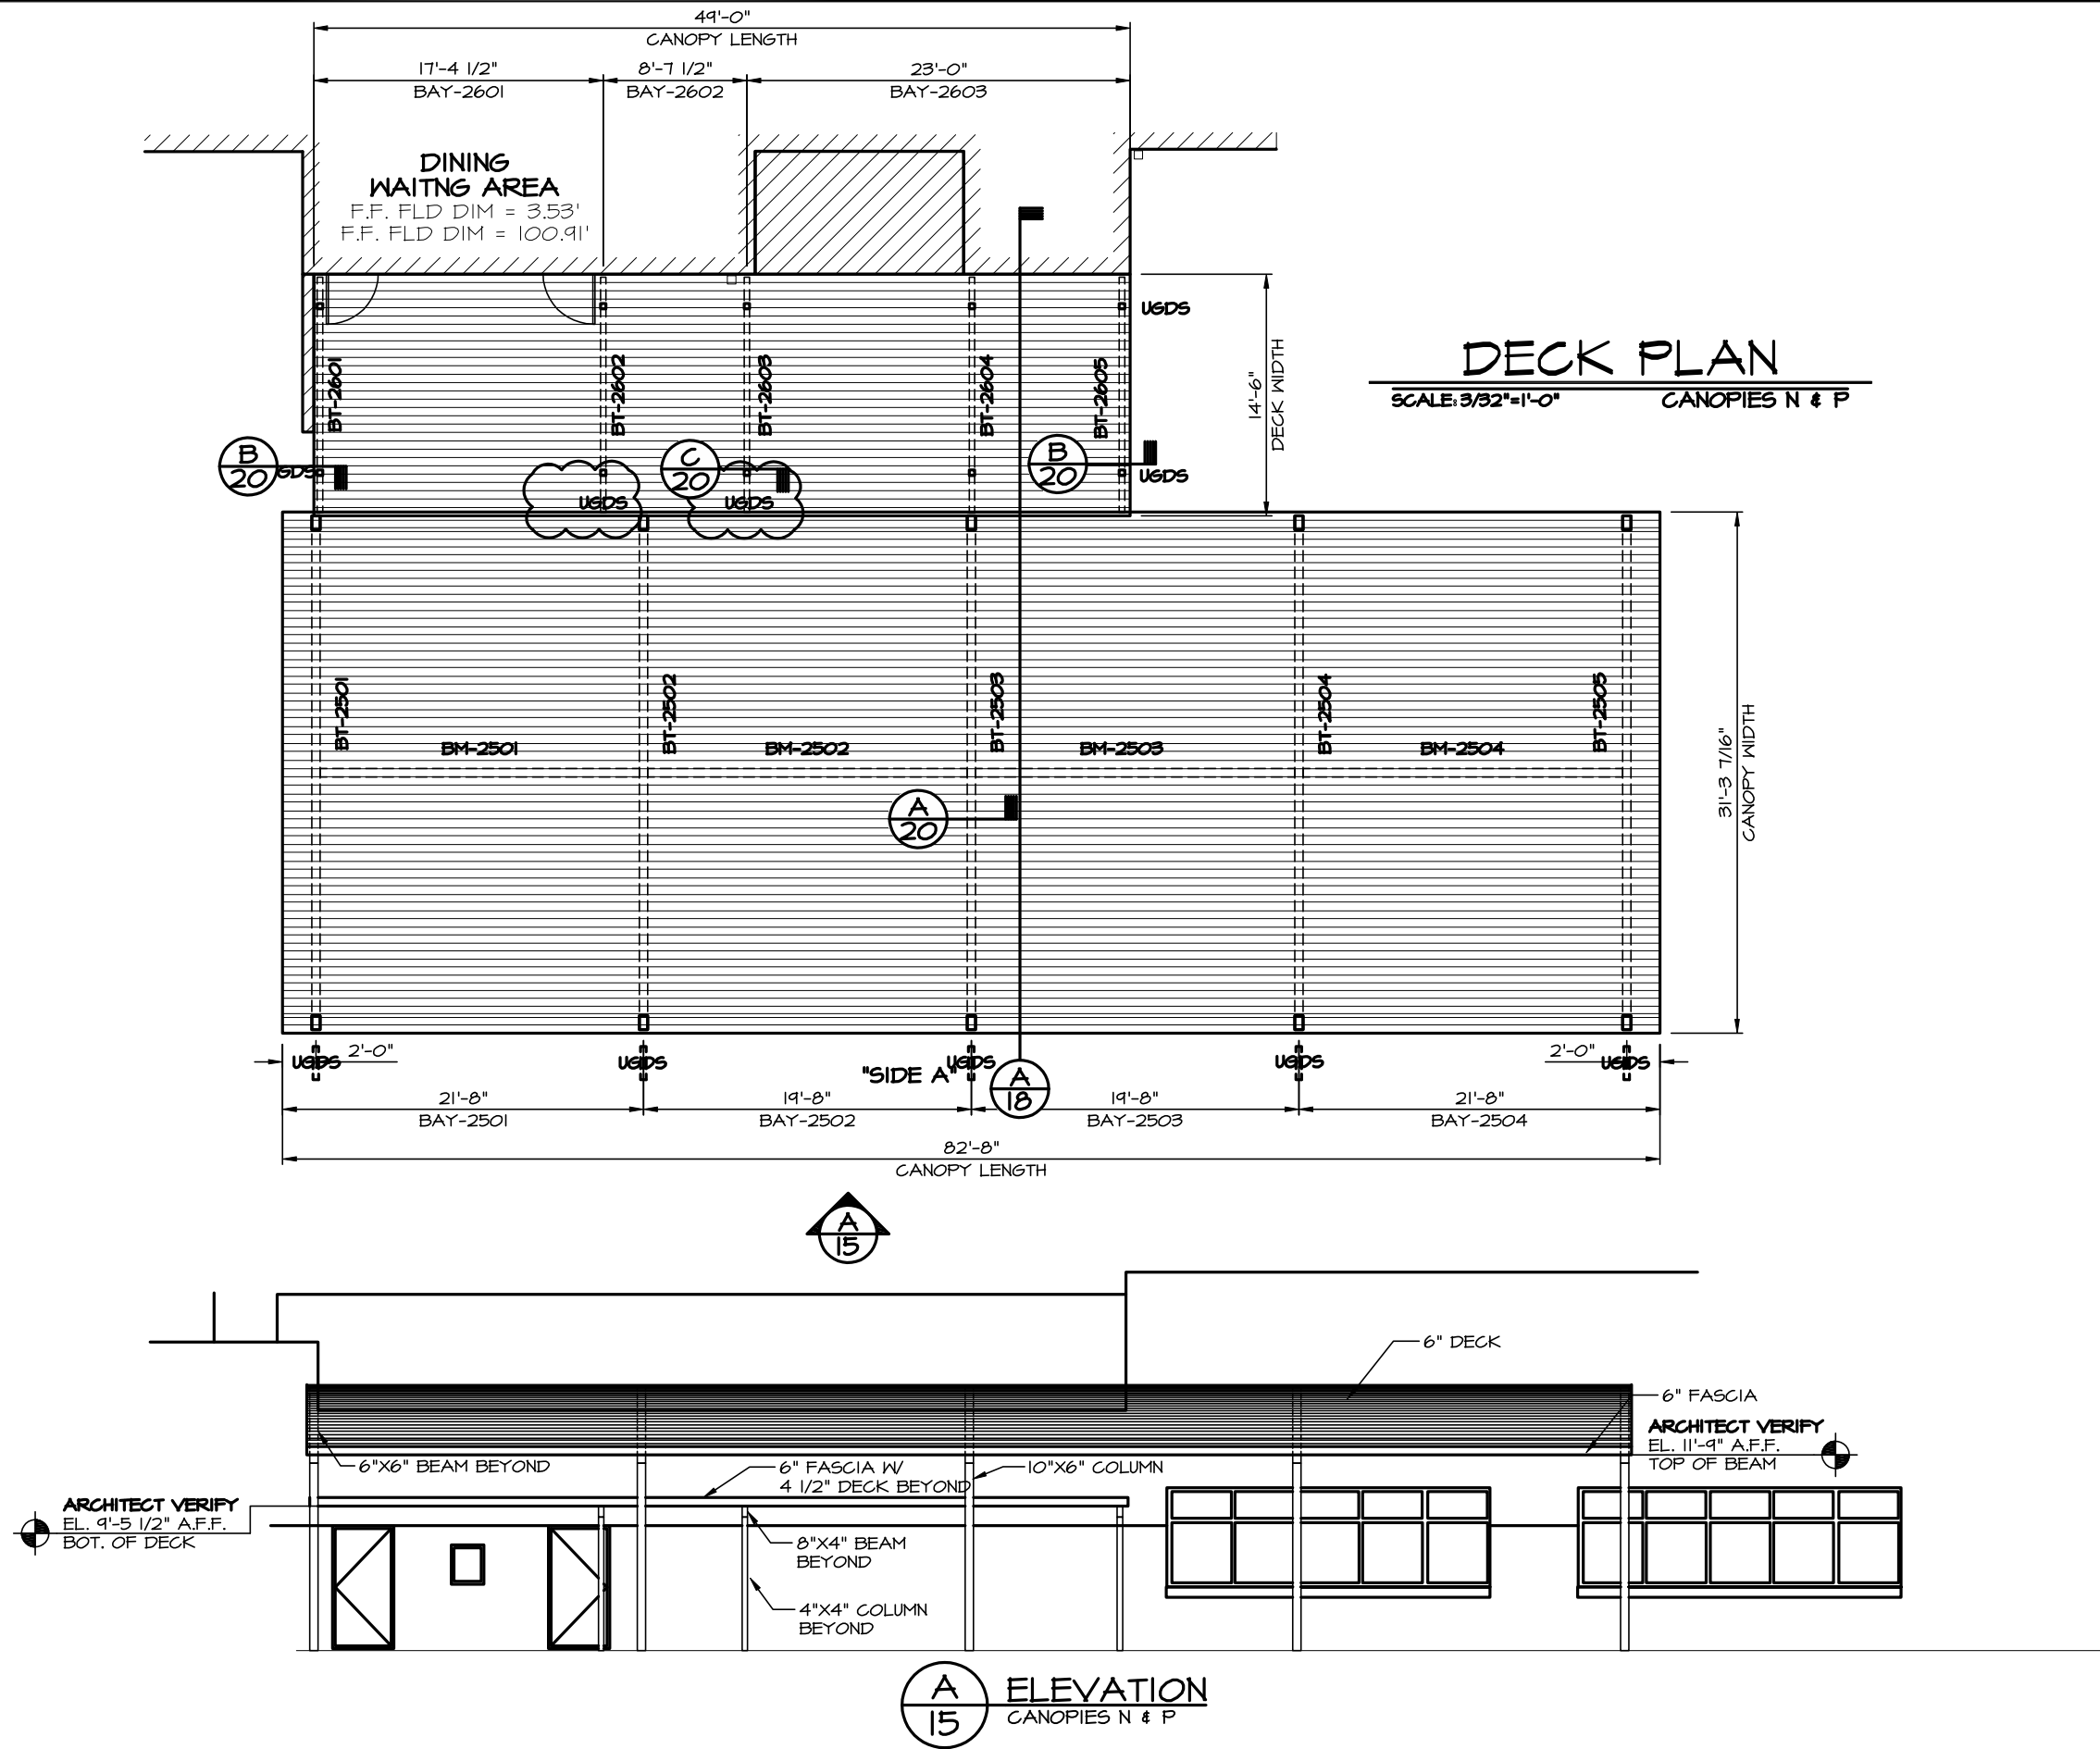 49'-0"
CANOPY LENGTH
17'-4 1/2"
BAY-2601
8'-7 1/2"
BAY-2602
23'-0"
BAY-2603
DINING
WAITNG AREA
F.F. FLD DIM = 3.53'
F.F. FLD DIM = 100.91'
UGDS
BT-2601
BT-2602
BT-2603
BT-2604
BT-2605
14'-6"
DECK WIDTH
DECK PLAN
SCALE: 3/32"=1'-0"
CANOPIES N & P
B
20
GDS
C
20
B
20
UGDS
UGDS
UGDS
BT-2501
BT-2502
BT-2503
BT-2504
BT-2505
BM-2501
BM-2502
BM-2503
BM-2504
31'-3 7/16"
CANOPY WIDTH
A
20
UGDS
2'-0"
UGDS
"SIDE A"
UGDS
UGDS
2'-0"
UGDS
A
18
21'-8"
BAY-2501
19'-8"
BAY-2502
19'-8"
BAY-2503
21'-8"
BAY-2504
82'-8"
CANOPY LENGTH
A
15
6" DECK
6" FASCIA
ARCHITECT VERIFY
EL. 11'-9" A.F.F.
TOP OF BEAM
6"X6" BEAM BEYOND
6" FASCIA W/
4 1/2" DECK BEYOND
10"X6" COLUMN
ARCHITECT VERIFY
EL. 9'-5 1/2" A.F.F.
BOT. OF DECK
8"X4" BEAM
BEYOND
4"X4" COLUMN
BEYOND
A
15
ELEVATION
CANOPIES N & P